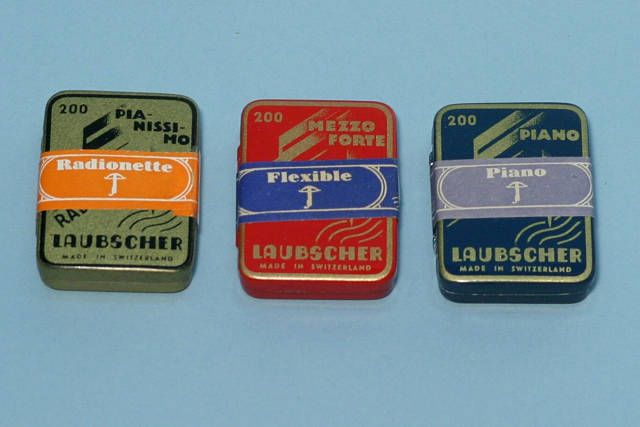 200
PIA-
NISSI-
MO
Radionette
RA
LAUBSCHER
MADE IN SWITZERLAND
200
MEZZO
FORTE
Flexible
LAUBSCHER
MADE IN SWITZERLAND
200
PIANO
Piano
LAUBSCHER
MADE IN SWITZERLAND